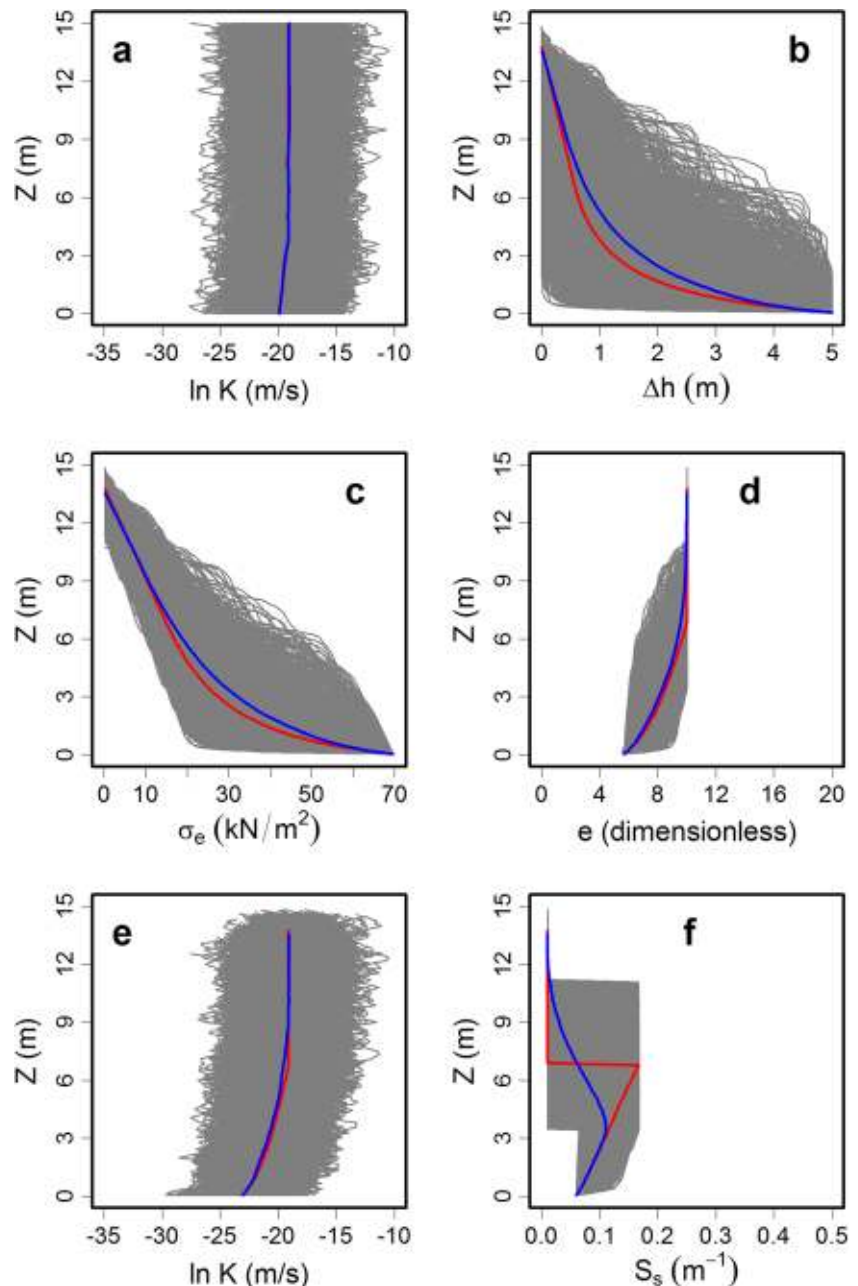 a
Z (m)
15
12
9
6
3
0
-35 -30 -25 -20 -15 -10
ln K (m/s)
b
Z (m)
15
12
9
6
3
0
0 1 2 3 4 5
Δh (m)
c
Z (m)
15
12
9
6
3
0
0 10 30 50 70
σe (kN/m²)
d
Z (m)
15
12
9
6
3
0
0 4 8 12 16 20
e (dimensionless)
e
Z (m)
15
12
9
6
3
0
-35 -30 -25 -20 -15 -10
ln K (m/s)
f
Z (m)
15
12
9
6
3
0
0.0 0.1 0.2 0.3 0.4 0.5
Ss (m⁻¹)